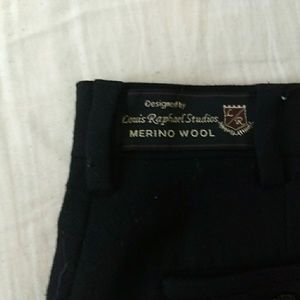 Designed by
Louis Raphael Studios
MERINO WOOL
L
R